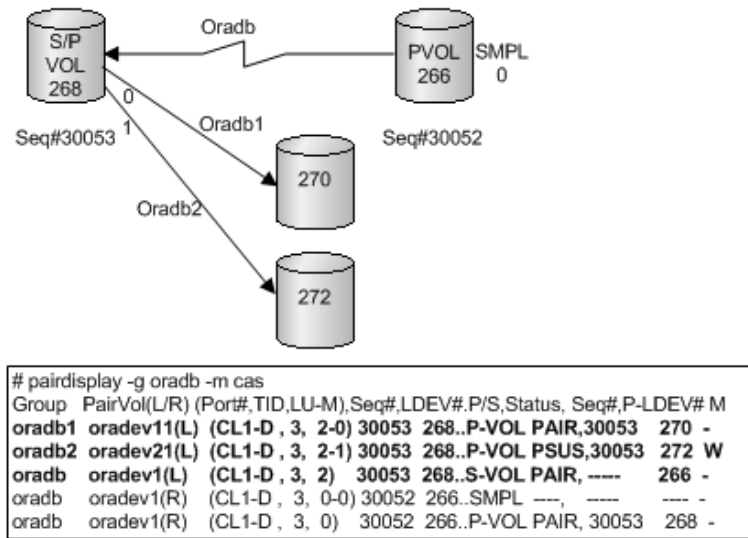 Oradb
S/P
VOL
268
PVOL
266
SMPL
0
0
1
Seq#30053
Oradb1
Seq#30052
270
Oradb2
272
# pairdisplay -g oradb -m cas
Group PairVol(L/R) (Port#,TID,LU-M),Seq#,LDEV#.P/S,Status, Seq#,P-LDEV# M
oradb1 oradev11(L) (CL1-D , 3, 2-0) 30053 268..P-VOL PAIR,30053 270 -
oradb2 oradev21(L) (CL1-D , 3, 2-1) 30053 268..P-VOL PSUS,30053 272 W
oradb oradev1(L) (CL1-D , 3, 2) 30053 268..S-VOL PAIR, ----- 266 -
oradb oradev1(R) (CL1-D , 3, 0-0) 30052 266..SMPL ----, ----- ---- -
oradb oradev1(R) (CL1-D , 3, 0) 30052 266..P-VOL PAIR, 30053 268 -